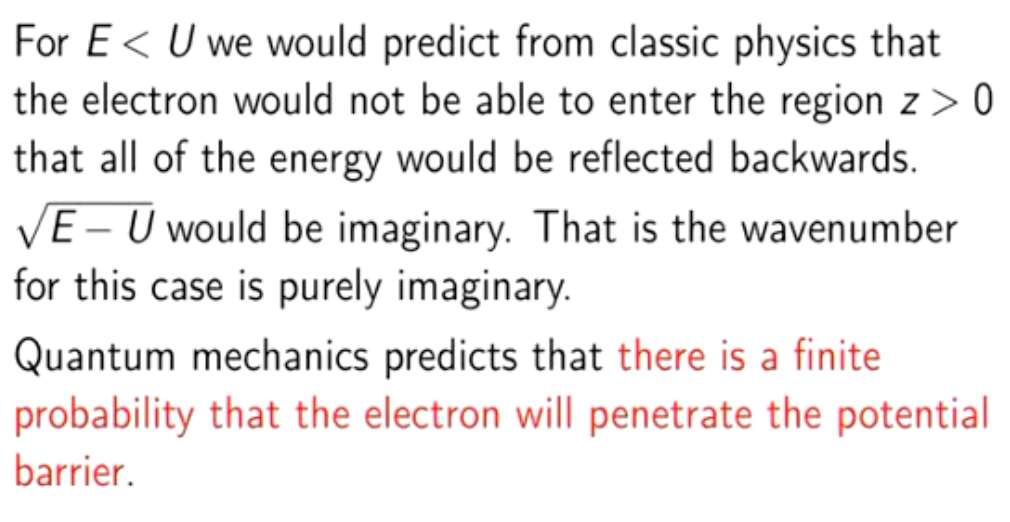 For E < U we would predict from classic physics that
the electron would not be able to enter the region z > 0
that all of the energy would be reflected backwards.
√E − U would be imaginary. That is the wavenumber
for this case is purely imaginary.
Quantum mechanics predicts that there is a finite
probability that the electron will penetrate the potential
barrier.